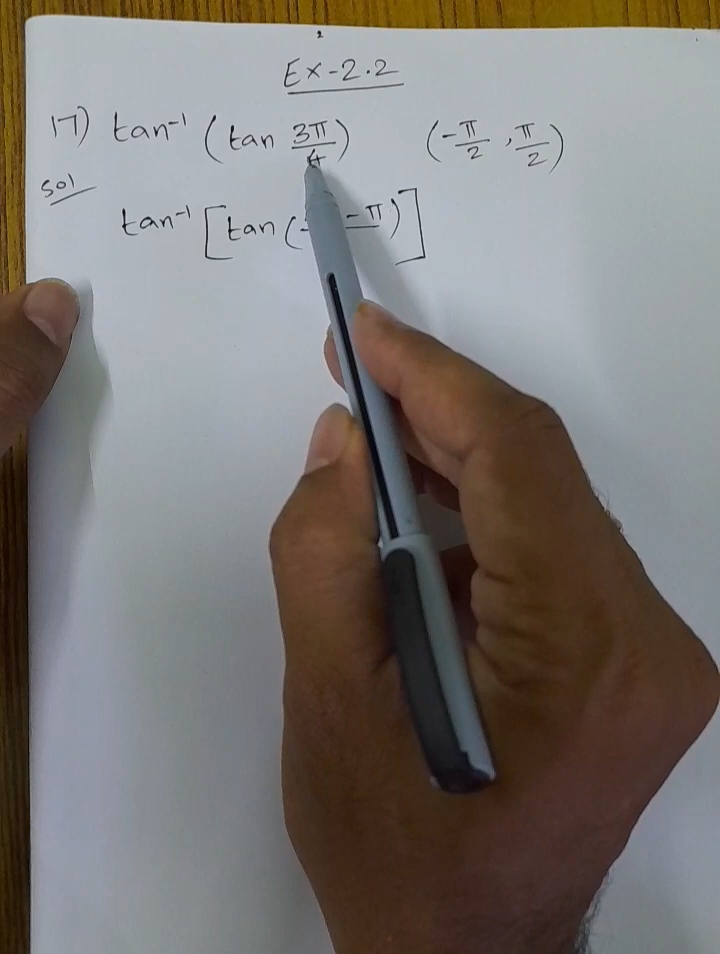 Ex-2.2
17) tan⁻¹ (tan 3π/4) (-π/2, π/2)
Sol
tan⁻¹ [tan ( -π)]